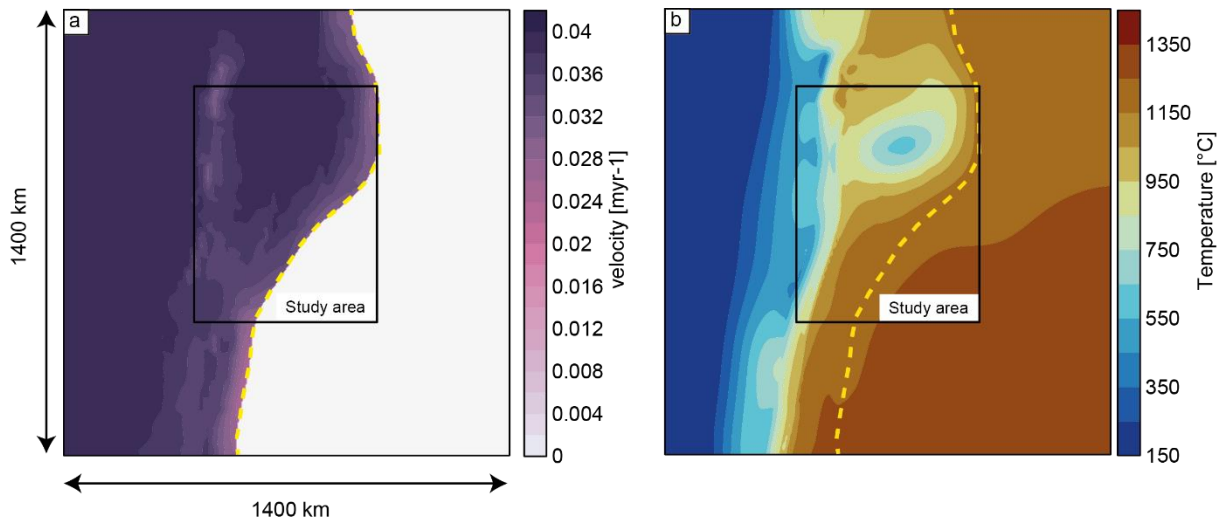 a
1400 km
1400 km
Study area
0.04
0.036
0.032
0.028
0.024
0.02
0.016
0.012
0.008
0.004
0
velocity [myr-1]
b
Study area
1350
1150
950
750
550
350
150
Temperature [°C]